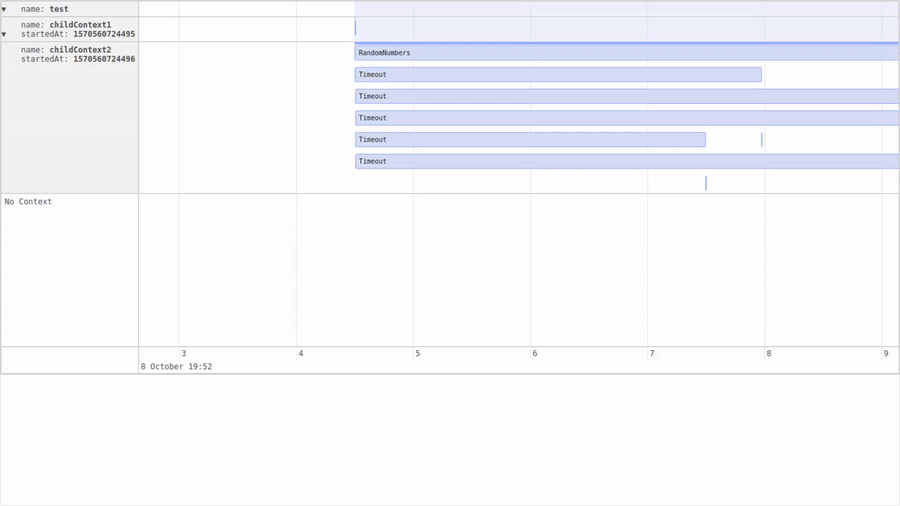 ▼ name: test
name: childContext1
▼ startedAt: 1570560724495
name: childContext2
startedAt: 1570560724496
RandomNumbers
Timeout
Timeout
Timeout
Timeout
Timeout
No Context
3 4 5 6 7 8 9
8 October 19:52